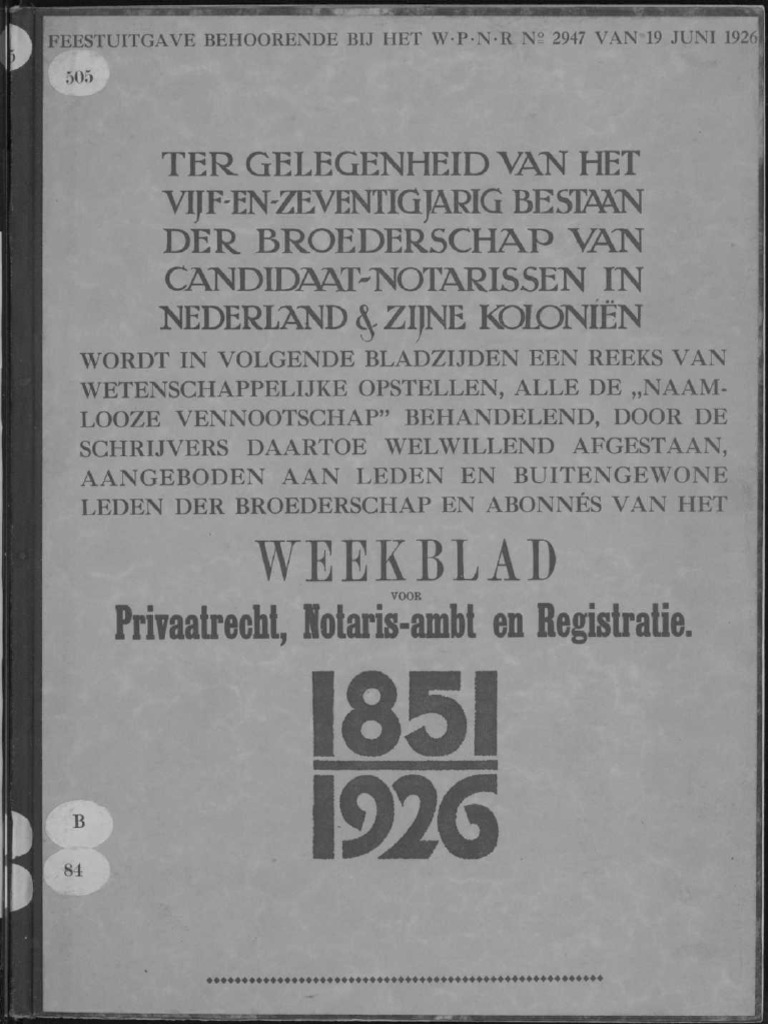 FEESTUITGAVE BEHOORENDE BIJ HET W·P·N·R Nº 2947 VAN 19 JUNI 1926
505
TER GELEGENHEID VAN HET
VIJF-EN-ZEVENTIGJARIG BESTAAN
DER BROEDERSCHAP VAN
CANDIDAAT-NOTARISSEN IN
NEDERLAND & ZIJNE KOLONIËN
WORDT IN VOLGENDE BLADZIJDEN EEN REEKS VAN
WETENSCHAPPELIJKE OPSTELLEN, ALLE DE „NAAM-
LOOZE VENNOOTSCHAP” BEHANDELEND, DOOR DE
SCHRIJVERS DAARTOE WELWILLEND AFGESTAAN,
AANGEBODEN AAN LEDEN EN BUITENGEWONE
LEDEN DER BROEDERSCHAP EN ABONNÉS VAN HET
WEEKBLAD
VOOR
Privaatrecht, Notaris-ambt en Registratie.
1851
1926
B
84